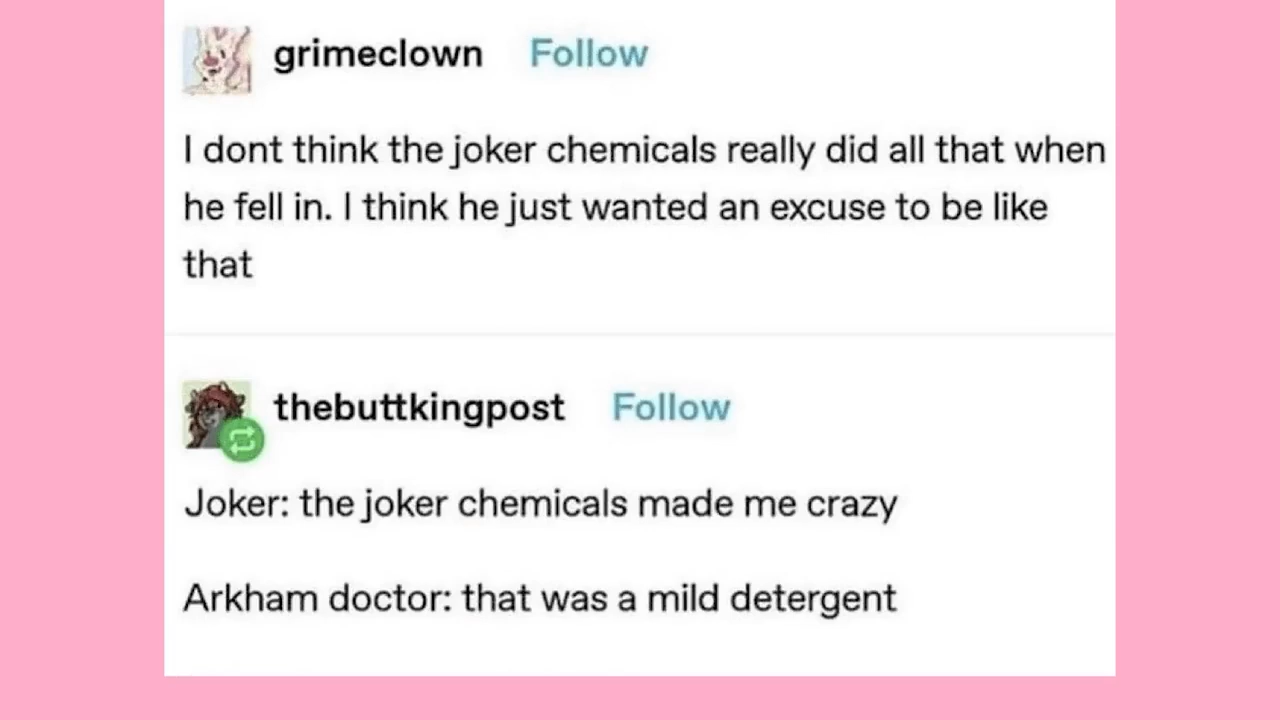 grimeclown Follow
I dont think the joker chemicals really did all that when
he fell in. I think he just wanted an excuse to be like
that
thebuttkingpost Follow
Joker: the joker chemicals made me crazy
Arkham doctor: that was a mild detergent